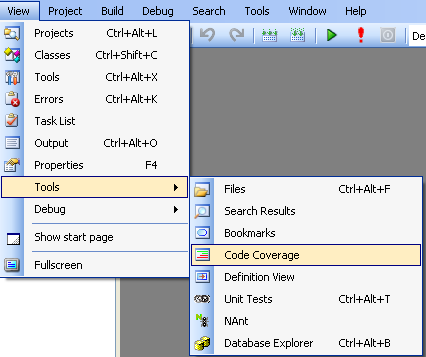 View Project Build Debug Search Tools Window Help
De
Projects Ctrl+Alt+L
Classes Ctrl+Shift+C
Tools Ctrl+Alt+X
Errors Ctrl+Alt+K
Task List
Output Ctrl+Alt+O
Properties F4
Tools
Debug
Show start page
Fullscreen
Files Ctrl+Alt+F
Search Results
Bookmarks
Code Coverage
Definition View
Unit Tests Ctrl+Alt+T
NAnt
Database Explorer Ctrl+Alt+B